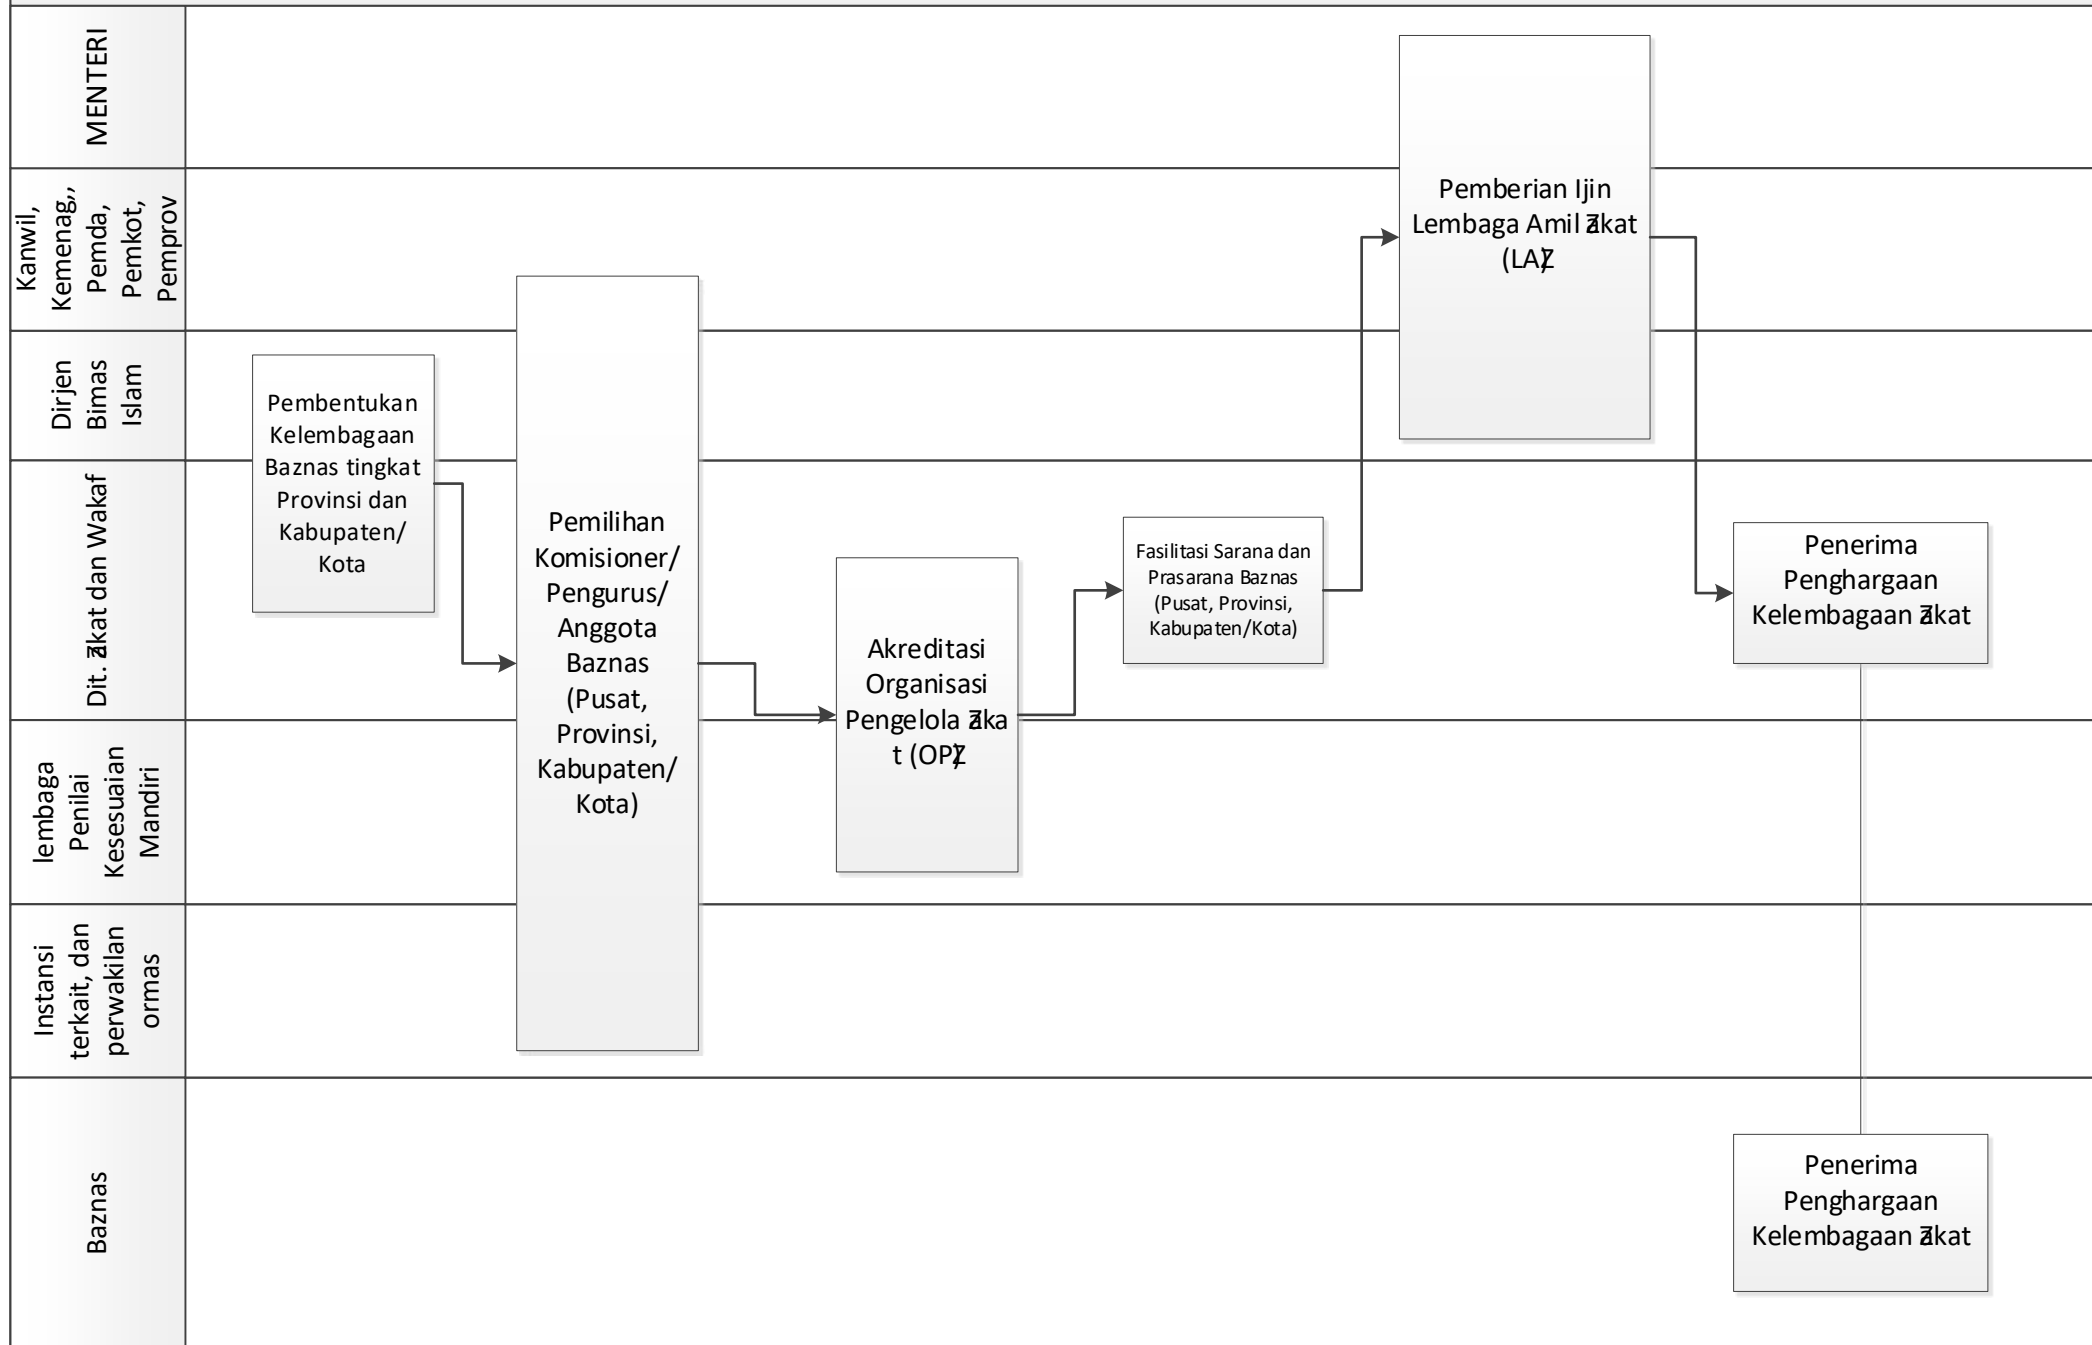 MENTERI
Kanwil,
Kemenag,,
Pemda,
Pemkot,
Pemprov
Dirjen
Bimas
Islam
Dit. Zakat dan Wakaf
lembaga
Penilai
Kesesuaian
Mandiri
Instansi
terkait, dan
perwakilan
ormas
Baznas
Pembentukan
Kelembagaan
Baznas tingkat
Provinsi dan
Kabupaten/
Kota
Pemilihan
Komisioner/
Pengurus/
Anggota
Baznas
(Pusat,
Provinsi,
Kabupaten/
Kota)
Akreditasi
Organisasi
Pengelola Zaka
t (OPZ)
Fasilitasi Sarana dan
Prasarana Baznas
(Pusat, Provinsi,
Kabupaten/Kota)
Pemberian Ijin
Lembaga Amil Zakat
(LAZ)
Penerima
Penghargaan
Kelembagaan Zakat
Penerima
Penghargaan
Kelembagaan Zakat